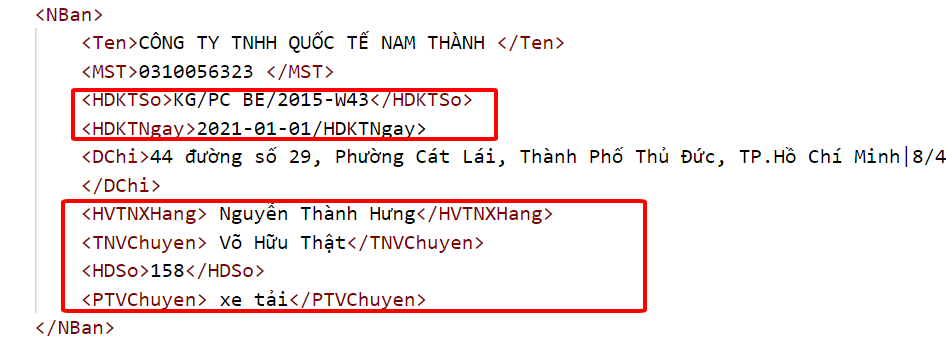 <NBan>
<Ten>CÔNG TY TNHH QUỐC TẾ NAM THÀNH </Ten>
<MST>0310056323 </MST>
<HDKTSo>KG/PC BE/2015-W43</HDKTSo>
<HDKTNgay>2021-01-01/HDKTNgay>
<DChi>44 đường số 29, Phường Cát Lái, Thành Phố Thủ Đức, TP.Hồ Chí Minh|8/4
</DChi>
<HVTNXHang> Nguyễn Thành Hưng</HVTNXHang>
<TNVChuyen> Võ Hữu Thật</TNVChuyen>
<HDSo>158</HDSo>
<PTVChuyen> xe tải</PTVChuyen>
</NBan>